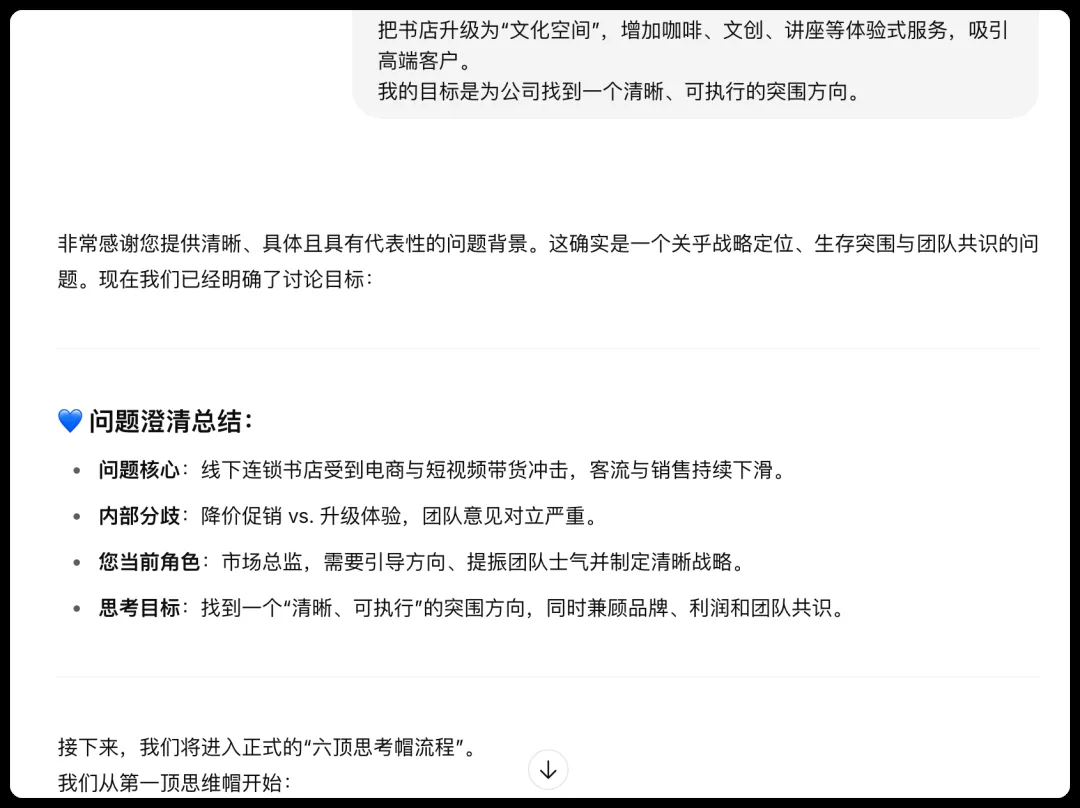 把书店升级为“文化空间”，增加咖啡、文创、讲座等体验式服务，吸引
高端客户。
我的目标是为公司找到一个清晰、可执行的突围方向。
非常感谢您提供清晰、具体且具有代表性的问题背景。这确实是一个关乎战略定位、生存突围与团队共识的问
题。现在我们已经明确了讨论目标：
💙 问题澄清总结：
• 问题核心：线下连锁书店受到电商与短视频带货冲击，客流与销售持续下滑。
• 内部分歧：降价促销 vs. 升级体验，团队意见对立严重。
• 您当前角色：市场总监，需要引导方向、提振团队士气并制定清晰战略。
• 思考目标：找到一个“清晰、可执行”的突围方向，同时兼顾品牌、利润和团队共识。
接下来，我们将进入正式的“六顶思考帽流程”。
我们从第一顶思维帽开始：